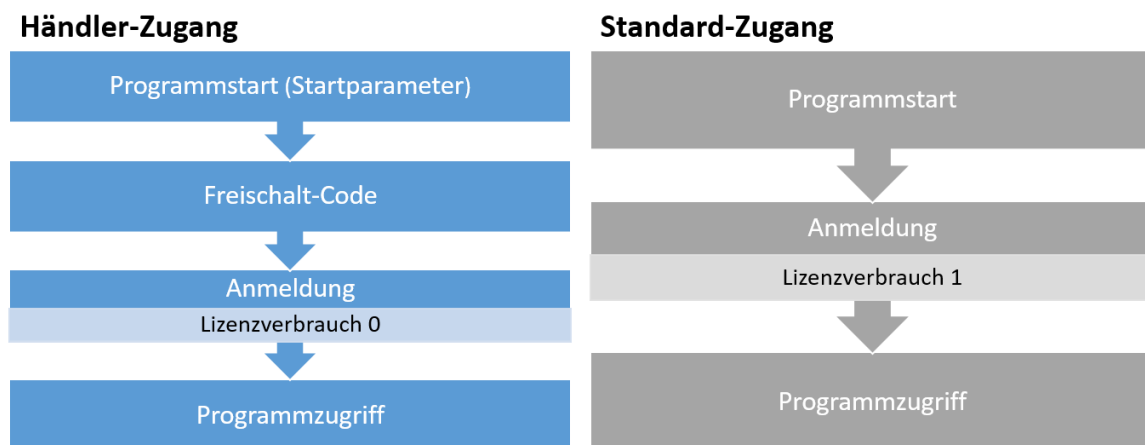 Händler-Zugang
Programmstart (Startparameter)
Freischalt-Code
Anmeldung
Lizenzverbrauch 0
Programmzugriff
Standard-Zugang
Programmstart
Anmeldung
Lizenzverbrauch 1
Programmzugriff